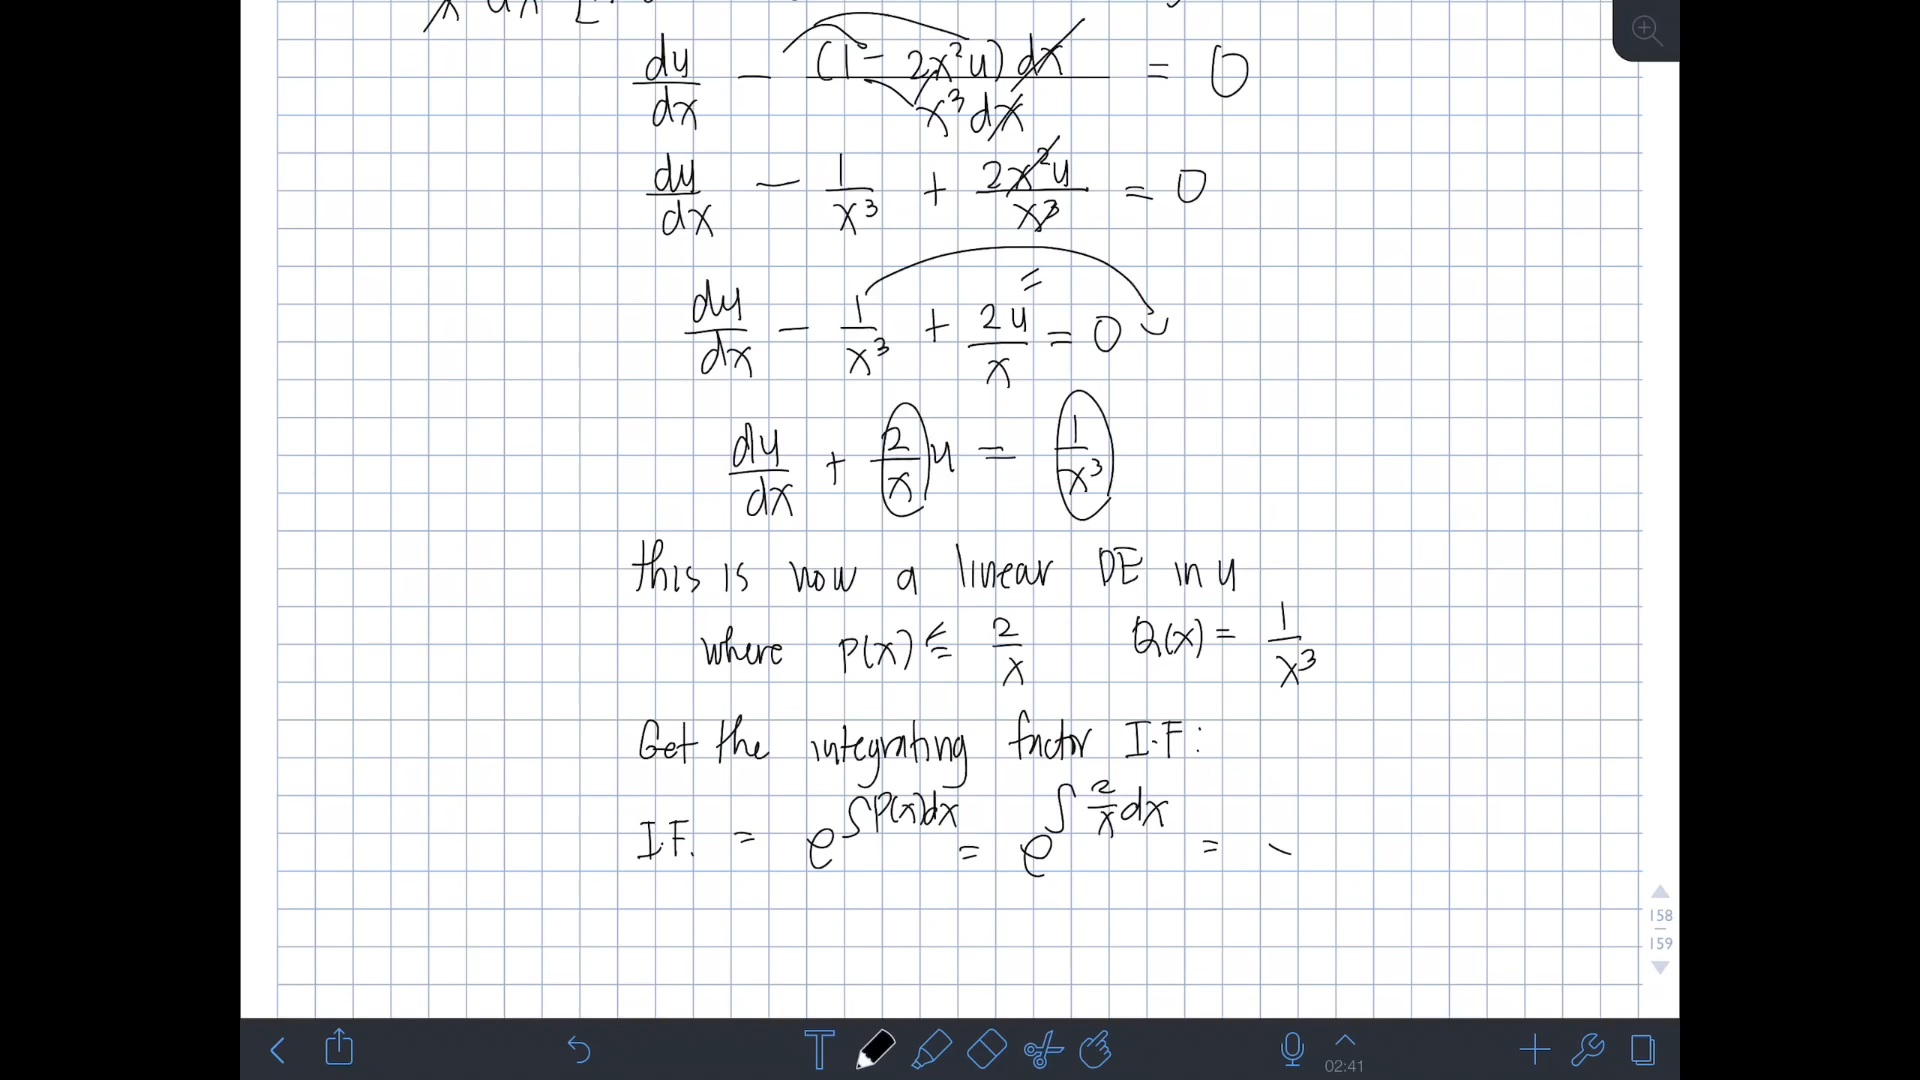 du/dx - (1 - 2x²u) dx / x³ dx = 0
du/dx - 1/x³ + 2x²u/x³ = 0
du/dx - 1/x³ + 2u/x = 0
du/dx + 2/x u = 1/x³
this is now a linear DE in u
where P(x) = 2/x Q(x) = 1/x³
Get the integrating factor I.F:
I.F. = e^∫P(x)dx = e^∫2/x dx =
158
159
T
02:41